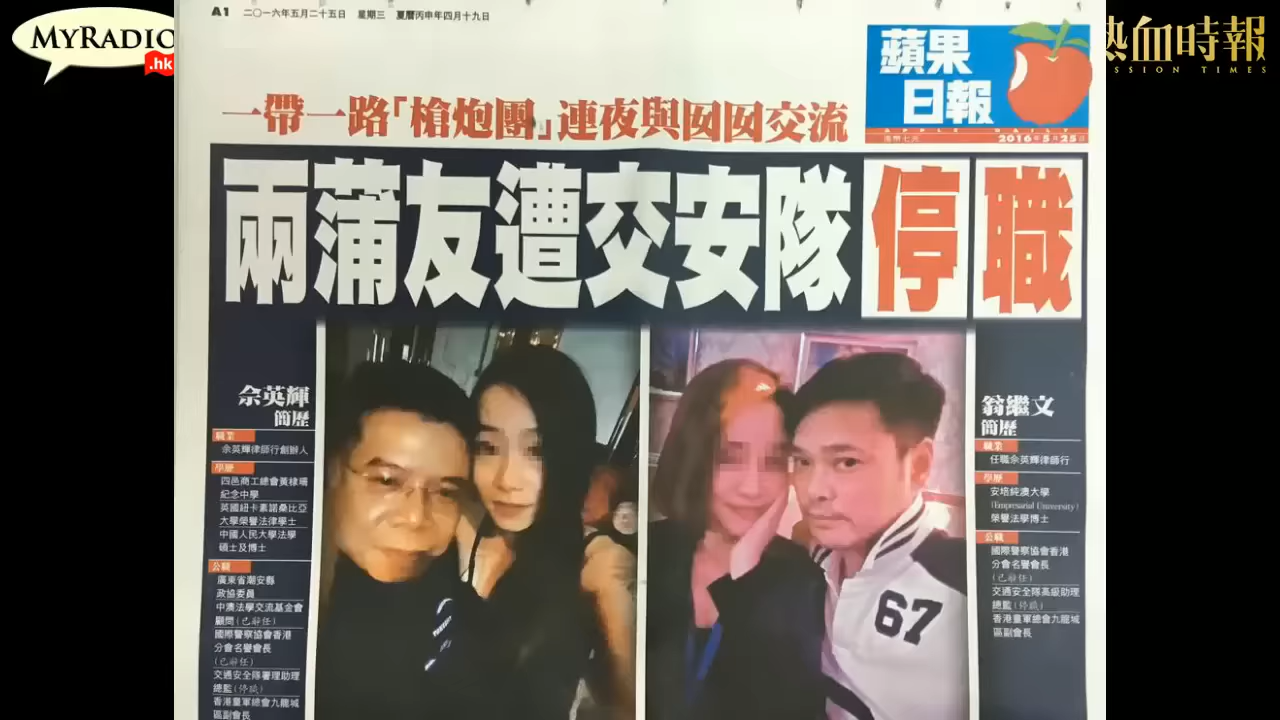 MYRADIO
.hk
熱血時報
SSION TIMES
A1 二〇一六年五月二十五日 星期三 夏曆丙申年四月十九日
蘋果
日報
APPLE DAILY
港幣七元 2016年5月25日
一帶一路「槍炮團」連夜與囡囡交流
兩蒲友遭交安隊停職
佘英輝
簡歷
職業
佘英輝律師行創辦人
學歷
四邑商工總會黃棣珊
紀念中學
英國紐卡素諾桑比亞
大學榮譽法律學士
中國人民大學法學
碩士及博士
公職
廣東省潮安縣
政協委員
中澳法學交流基金會
顧問(已辭任)
國際警察協會香港
分會名譽會長
(已辭任)
交通安全隊署理助理
總監(停職)
香港童軍總會九龍城
區副會長
67
翁繼文
簡歷
職業
任職佘英輝律師行
學歷
安培純澳大學
(Empresarial University)
榮譽法學博士
公職
國際警察協會香港
分會名譽會長
(已辭任)
交通安全隊高級助理
總監(停職)
香港童軍總會九龍城
區副會長